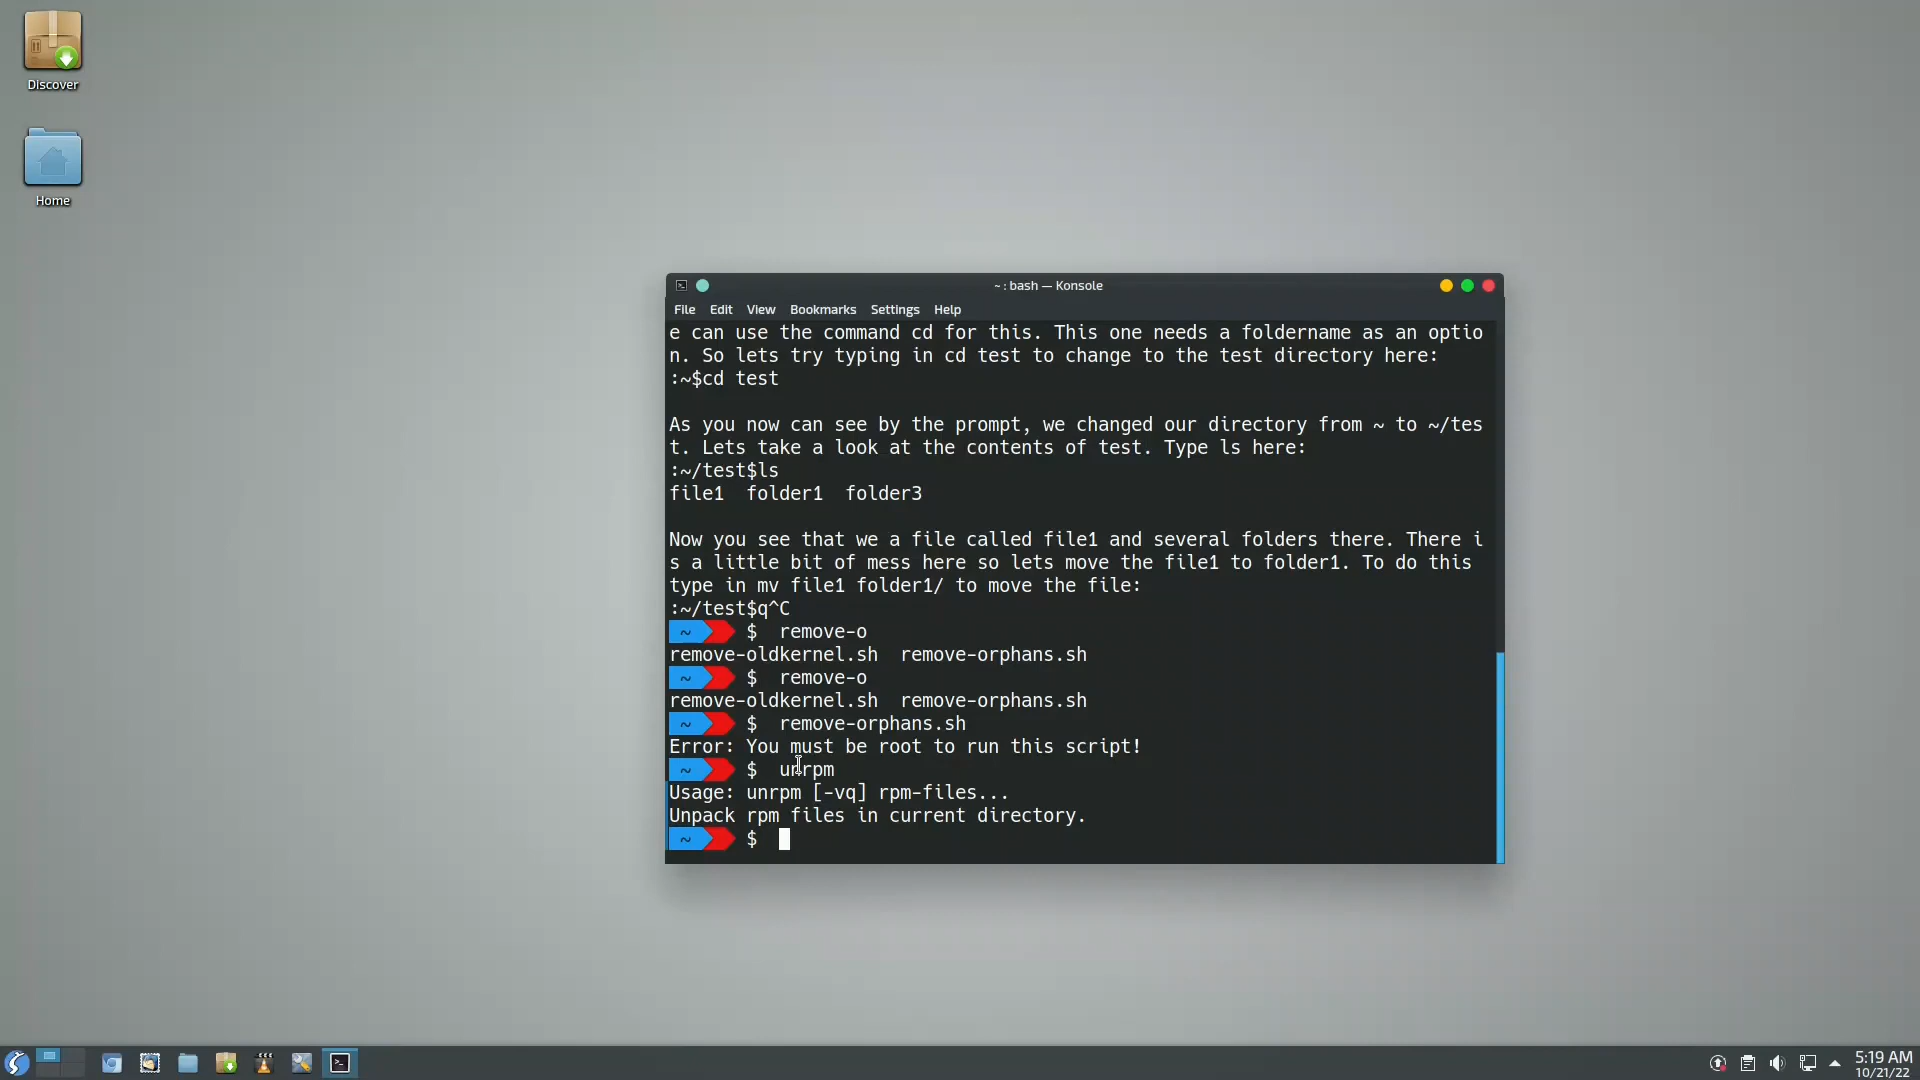 Discover
Home
~ : bash — Konsole
File Edit View Bookmarks Settings Help
e can use the command cd for this. This one needs a foldername as an optio
n. So lets try typing in cd test to change to the test directory here:
:~$cd test
As you now can see by the prompt, we changed our directory from ~ to ~/tes
t. Lets take a look at the contents of test. Type ls here:
:~/test$ls
file1  folder1  folder3
Now you see that we a file called file1 and several folders there. There i
s a little bit of mess here so lets move the file1 to folder1. To do this
type in mv file1 folder1/ to move the file:
:~/test$q^C
~ $ remove-o
remove-oldkernel.sh  remove-orphans.sh
~ $ remove-o
remove-oldkernel.sh  remove-orphans.sh
~ $ remove-orphans.sh
Error: You must be root to run this script!
~ $ unrpm
Usage: unrpm [-vq] rpm-files...
Unpack rpm files in current directory.
~ $
5:19 AM
10/21/22